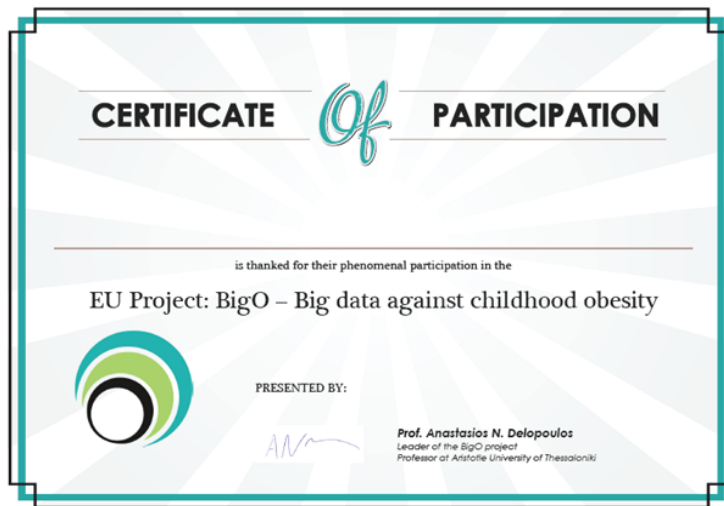 CERTIFICATE Of PARTICIPATION
is thanked for their phenomenal participation in the
EU Project: BigO – Big data against childhood obesity
PRESENTED BY:
Prof. Anastasios N. Delopoulos
Leader of the BigO project
Professor at Aristotle University of Thessaloniki